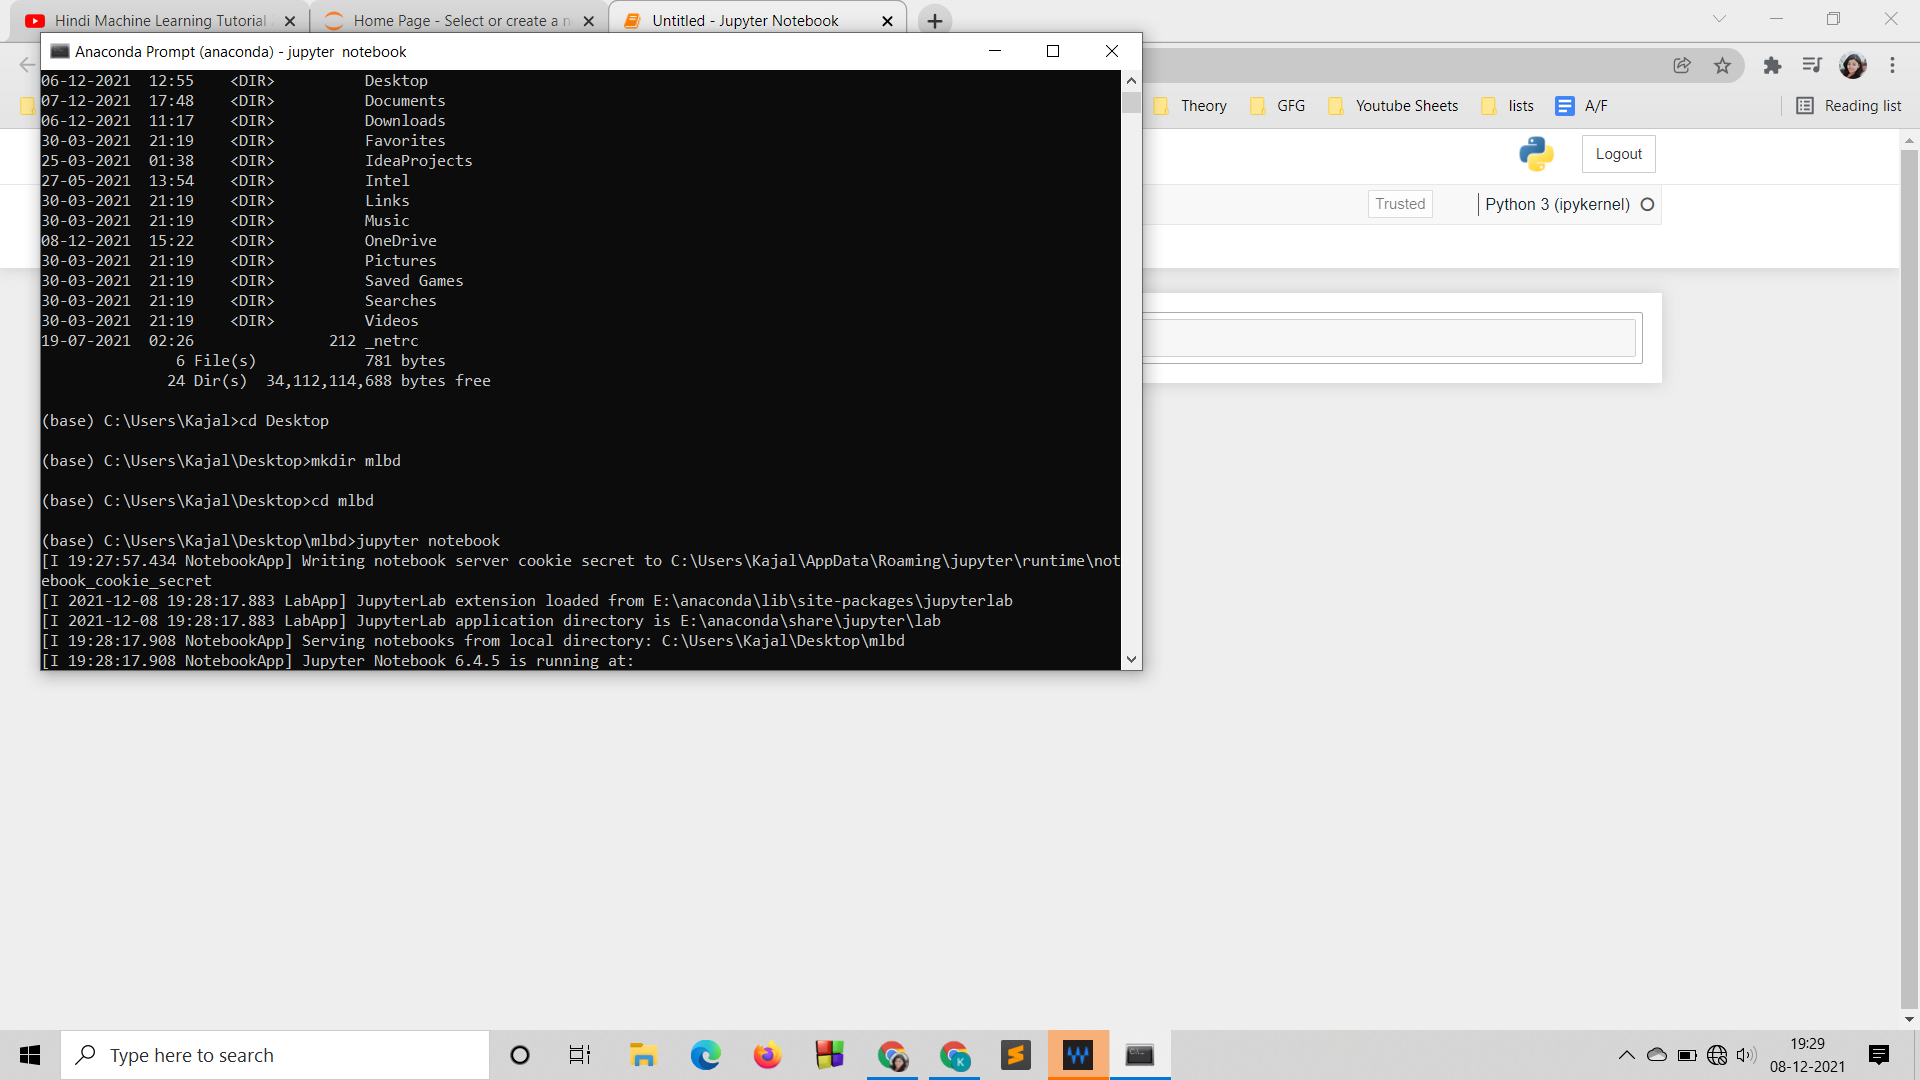 Hindi Machine Learning Tutorial
Home Page - Select or create a n
Untitled - Jupyter Notebook
Anaconda Prompt (anaconda) - jupyter  notebook
Theory
GFG
Youtube Sheets
lists
A/F
Reading list
Logout
Trusted
Python 3 (ipykernel)
06-12-2021  12:55    <DIR>          Desktop
07-12-2021  17:48    <DIR>          Documents
06-12-2021  11:17    <DIR>          Downloads
30-03-2021  21:19    <DIR>          Favorites
25-03-2021  01:38    <DIR>          IdeaProjects
27-05-2021  13:54    <DIR>          Intel
30-03-2021  21:19    <DIR>          Links
30-03-2021  21:19    <DIR>          Music
08-12-2021  15:22    <DIR>          OneDrive
30-03-2021  21:19    <DIR>          Pictures
30-03-2021  21:19    <DIR>          Saved Games
30-03-2021  21:19    <DIR>          Searches
30-03-2021  21:19    <DIR>          Videos
19-07-2021  02:26               212 _netrc
6 File(s)            781 bytes
24 Dir(s)  34,112,114,688 bytes free
(base) C:\Users\Kajal>cd Desktop
(base) C:\Users\Kajal\Desktop>mkdir mlbd
(base) C:\Users\Kajal\Desktop>cd mlbd
(base) C:\Users\Kajal\Desktop\mlbd>jupyter notebook
[I 19:27:57.434 NotebookApp] Writing notebook server cookie secret to C:\Users\Kajal\AppData\Roaming\jupyter\runtime\not
ebook_cookie_secret
[I 2021-12-08 19:28:17.883 LabApp] JupyterLab extension loaded from E:\anaconda\lib\site-packages\jupyterlab
[I 2021-12-08 19:28:17.883 LabApp] JupyterLab application directory is E:\anaconda\share\jupyter\lab
[I 19:28:17.908 NotebookApp] Serving notebooks from local directory: C:\Users\Kajal\Desktop\mlbd
[I 19:28:17.908 NotebookApp] Jupyter Notebook 6.4.5 is running at:
Type here to search
K
19:29
08-12-2021